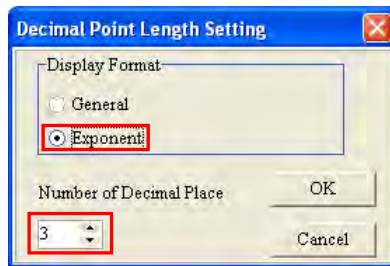 Decimal Point Length Setting
Display Format
General
Exponent
Number of Decimal Place
OK
3
Cancel